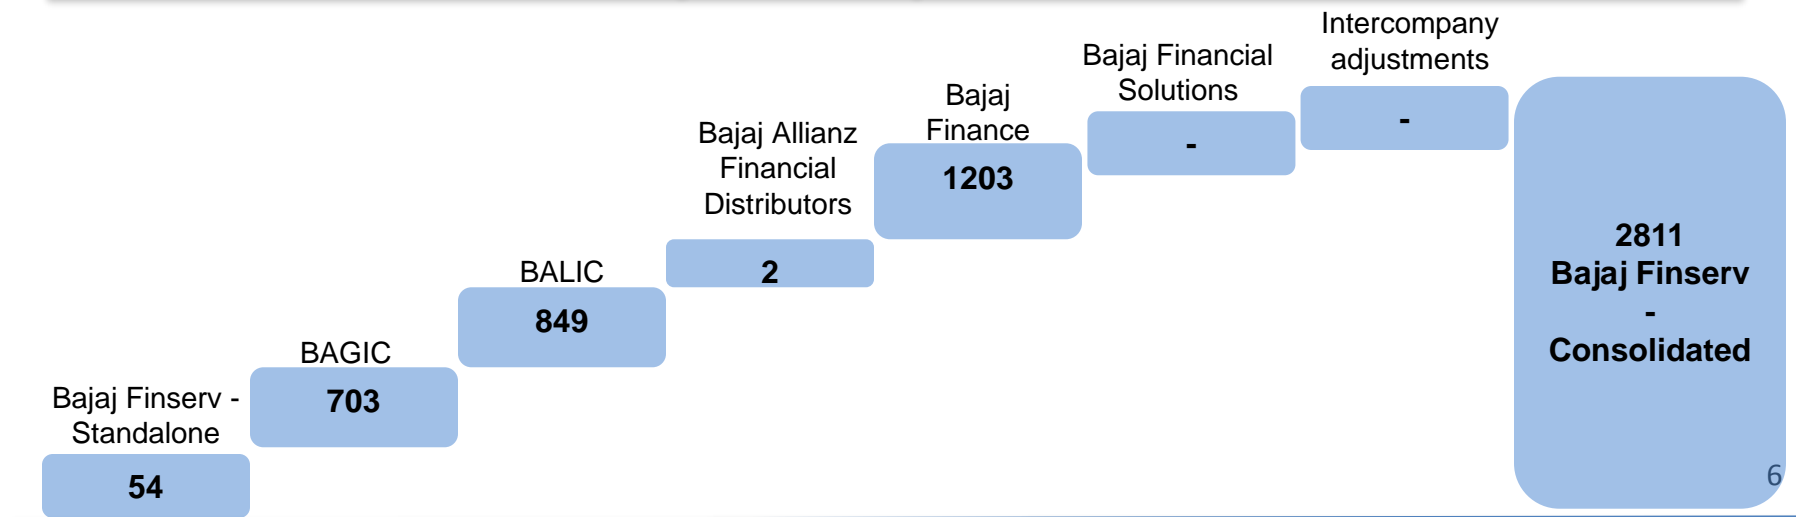 Bajaj Finserv -
Standalone
54
BAGIC
703
BALIC
849
Bajaj Allianz
Financial
Distributors
2
Bajaj
Finance
1203
Bajaj Financial
Solutions
-
Intercompany
adjustments
-
2811
Bajaj Finserv
-
Consolidated
6